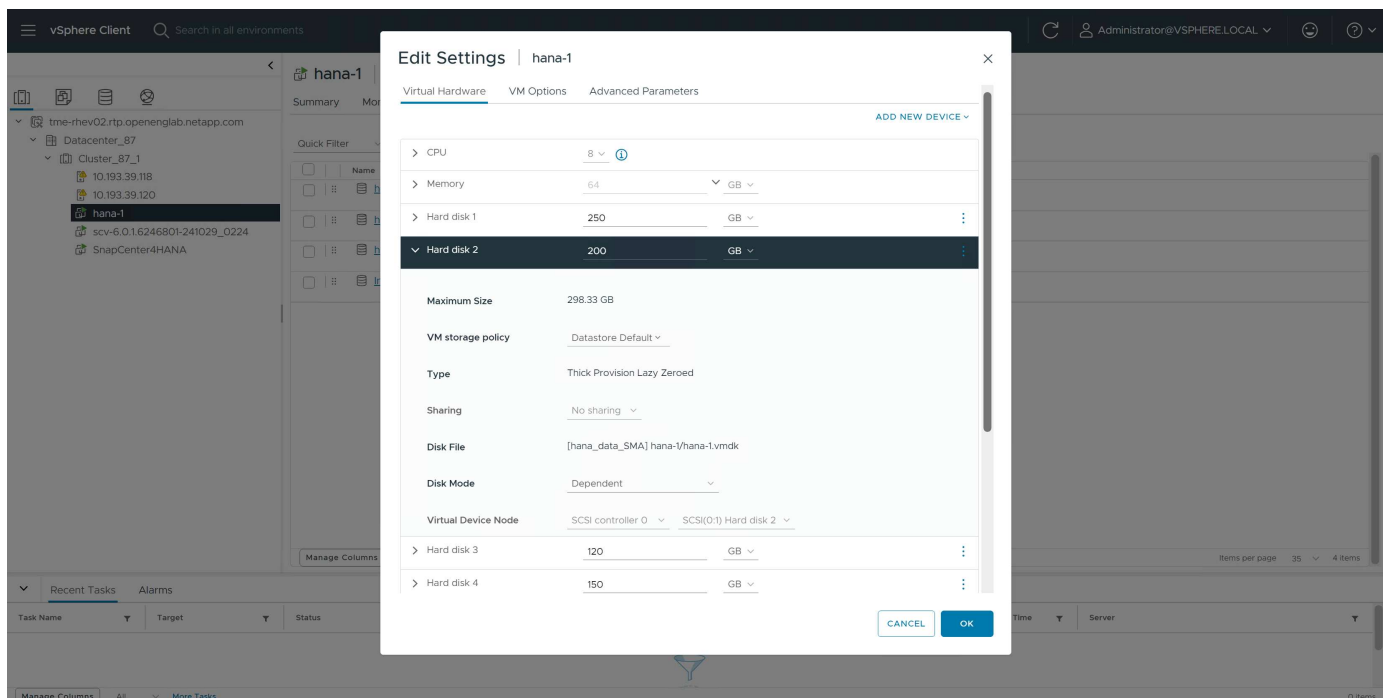 vSphere Client Search in all environments Administrator@VSPHERE.LOCAL
hana-1
Summary Mor
tme-rhev02.rtp.openenglab.netapp.com
Datacenter_87
Cluster_87_1
10.193.39.118
10.193.39.120
hana-1
scv-6.0.1.6246801-241029_0224
SnapCenter4HANA
Quick Filter
Name
h
h
h
Manage Columns
Items per page 35 4 items
Edit Settings | hana-1
Virtual Hardware VM Options Advanced Parameters
ADD NEW DEVICE
CPU 8
Memory 64 GB
Hard disk 1 250 GB
Hard disk 2 200 GB
Maximum Size 298.33 GB
VM storage policy Datastore Default
Type Thick Provision Lazy Zeroed
Sharing No sharing
Disk File [hana_data_SMA] hana-1/hana-1.vmdk
Disk Mode Dependent
Virtual Device Node SCSI controller 0 SCSI(0:1) Hard disk 2
Hard disk 3 120 GB
Hard disk 4 150 GB
CANCEL OK
Recent Tasks Alarms
Task Name Target Status Time Server
Manage Columns All More Tasks 0 items